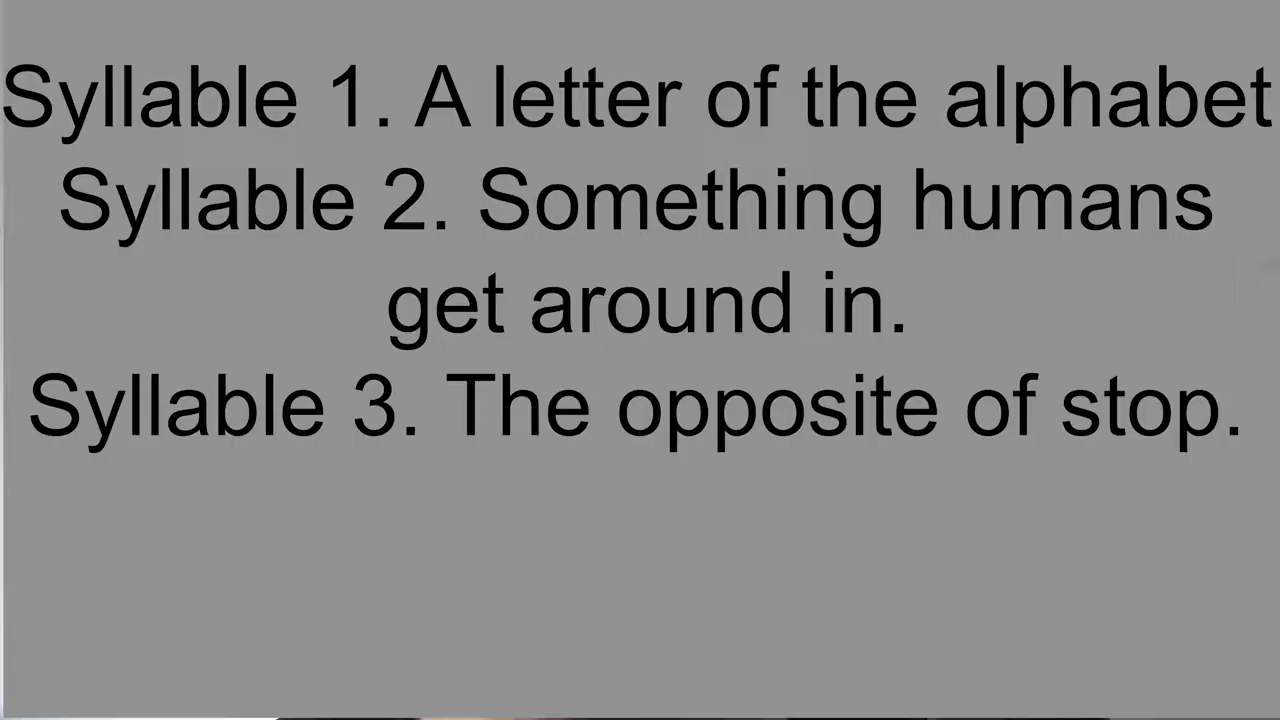 Syllable 1. A letter of the alphabet
Syllable 2. Something humans
get around in.
Syllable 3. The opposite of stop.